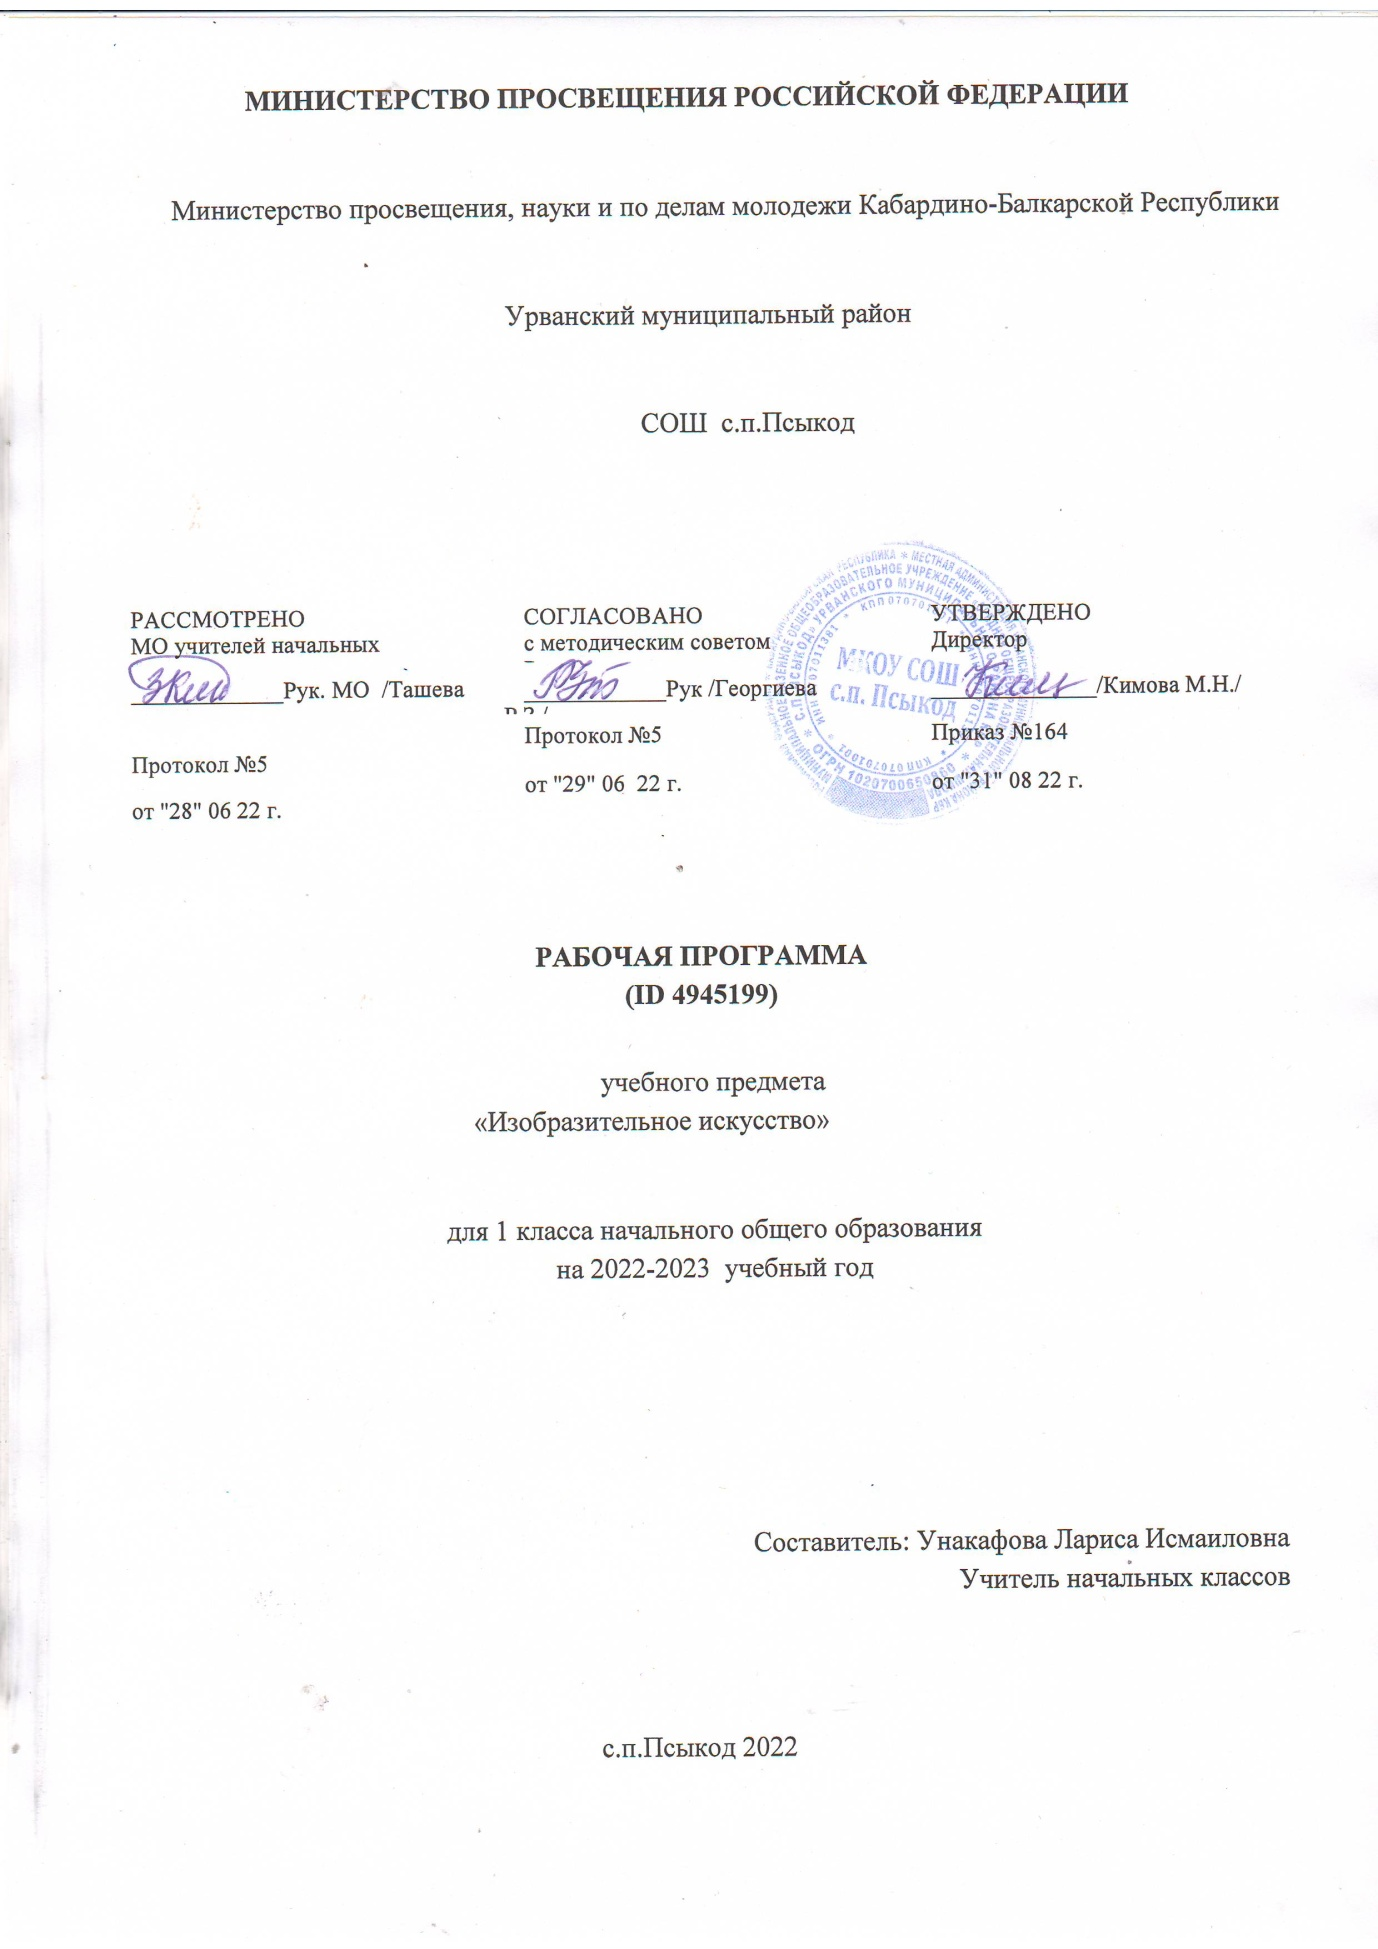 МИНИСТЕРСТВО ПРОСВЕЩЕНИЯ РОССИЙСКОЙ ФЕДЕРАЦИИ
Министерство просвещения, науки и по делам молодежи Кабардино-Балкарской Республики
Урванский муниципальный район
СОШ с.п.Псыкод
РАССМОТРЕНО
МО учителей начальных
Рук. МО /Ташева
Протокол №5
от "28" 06 22 г.
СОГЛАСОВАНО
с методическим советом
Рук /Георгиева
Протокол №5
от "29" 06 22 г.
УТВЕРЖДЕНО
Директор
/Кимова М.Н./
Приказ №164
от "31" 08 22 г.
МКОУ СОШ
с.п. Псыкод
РАБОЧАЯ ПРОГРАММА
(ID 4945199)
учебного предмета
«Изобразительное искусство»
для 1 класса начального общего образования
на 2022-2023 учебный год
Составитель: Унакафова Лариса Исмаиловна
Учитель начальных классов
с.п.Псыкод 2022